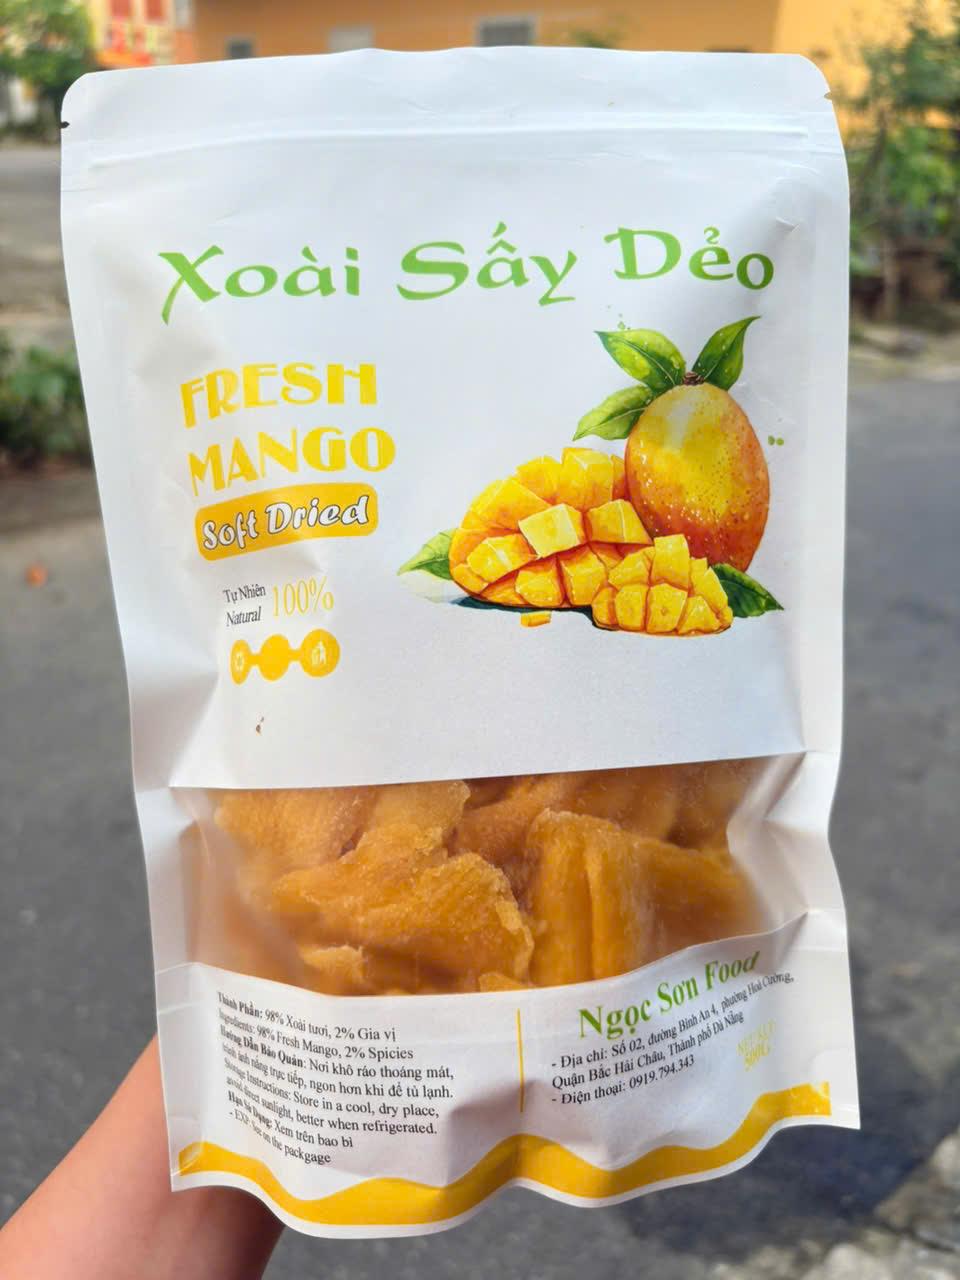 Xoài Sấy Dẻo
FRESH
MANGO
Soft Dried
Tự Nhiên
Natural
100%
Thành Phần: 98% Xoài tươi, 2% Gia vị
Ingredients: 98% Fresh Mango, 2% Spicies
Hướng Dẫn Bảo Quản: Nơi khô ráo thoáng mát,
tránh ánh nắng trực tiếp, ngon hơn khi để tủ lạnh.
Storage Instructions: Store in a cool, dry place,
avoid direct sunlight, better when refrigerated.
Hạn Sử Dụng: Xem trên bao bì
- EXP: See on the packgage
Ngọc Sơn Food
- Địa chỉ: Số 02, đường Bình An 4, phường Hoà Cường,
Quận Bắc Hải Châu, Thành phố Đà Nẵng
- Điện thoại: 0919.794.343
500G